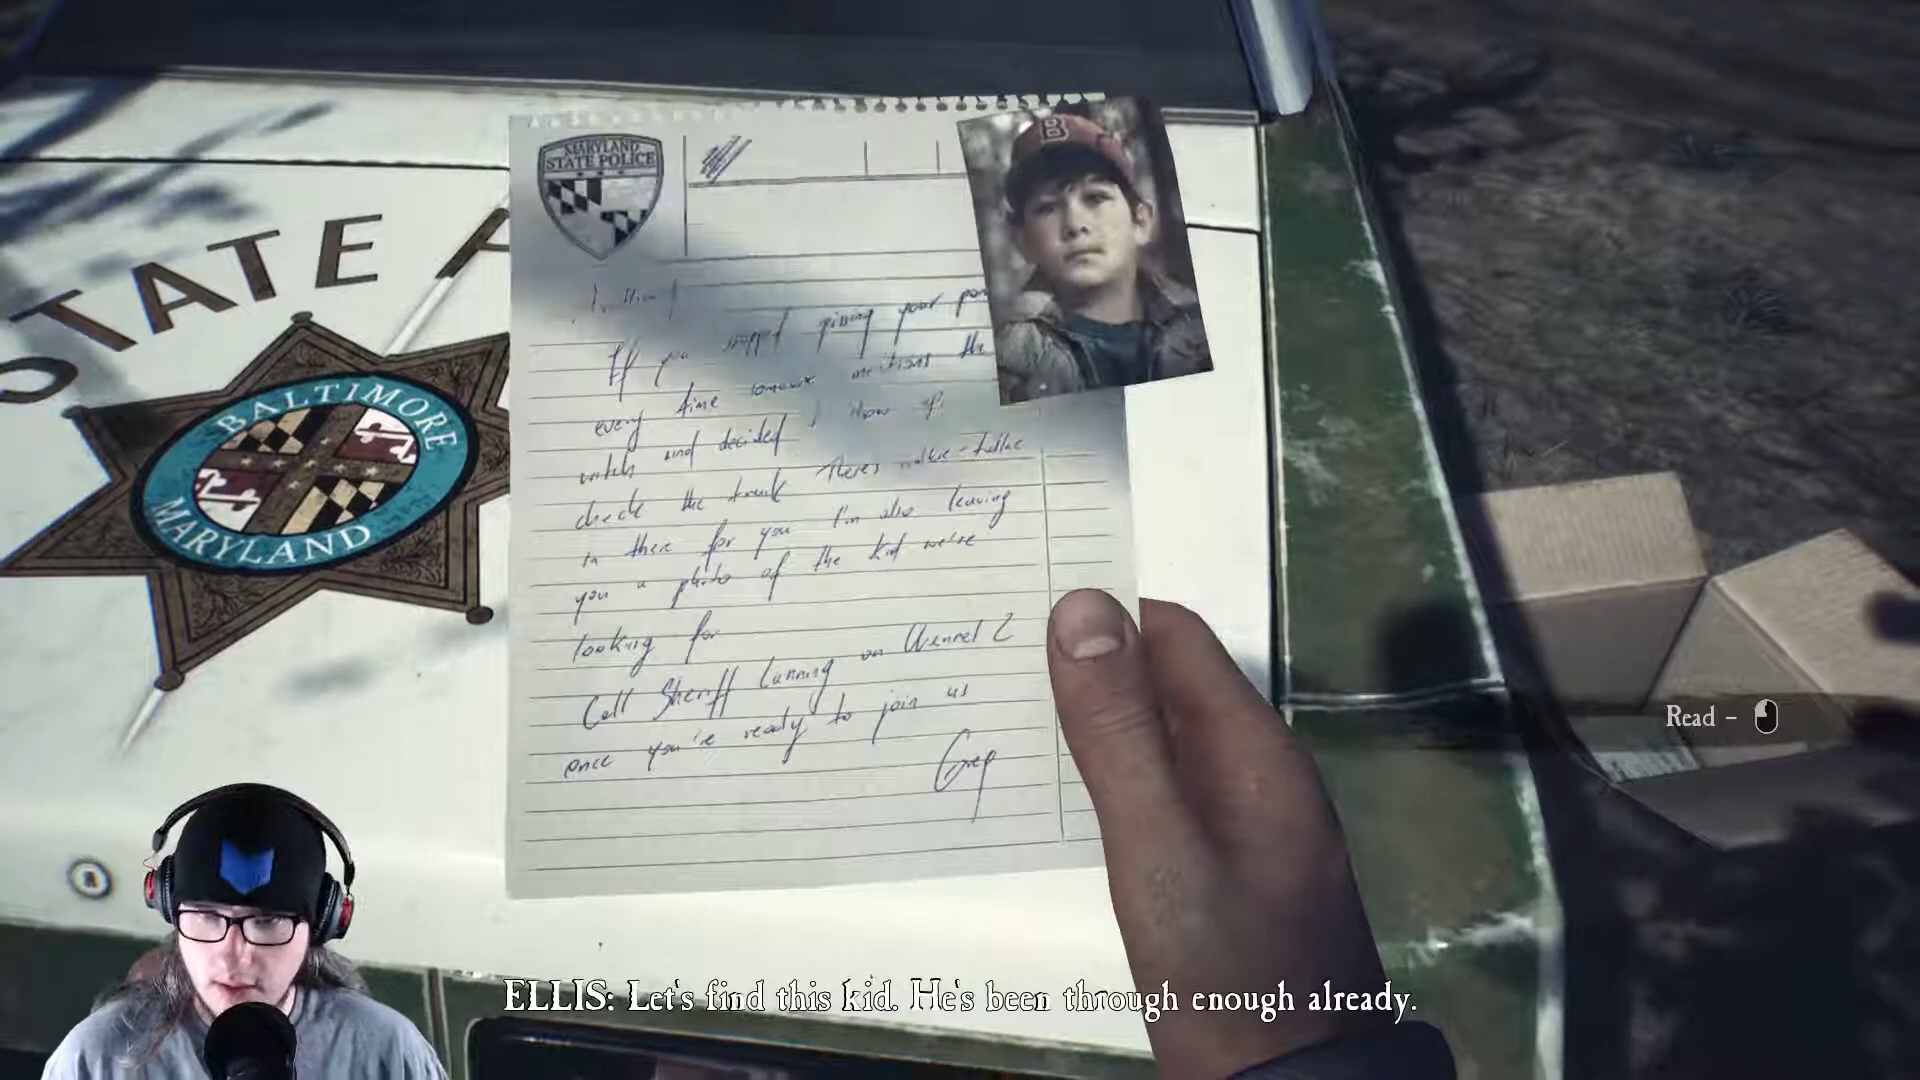 MARYLAND
STATE POLICE
B
STATE
BALTIMORE
MARYLAND
If you giving your
every time someone mentions the
witch and decided show up,
check the trunk There's walkie-talkie
in there for you I'm also leaving
you a photo of the kid we're
looking for
Call Sheriff Lanning on Channel 2
once you're ready to join us
Greg
Read -
ELLIS: Let's find this kid. He's been through enough already.